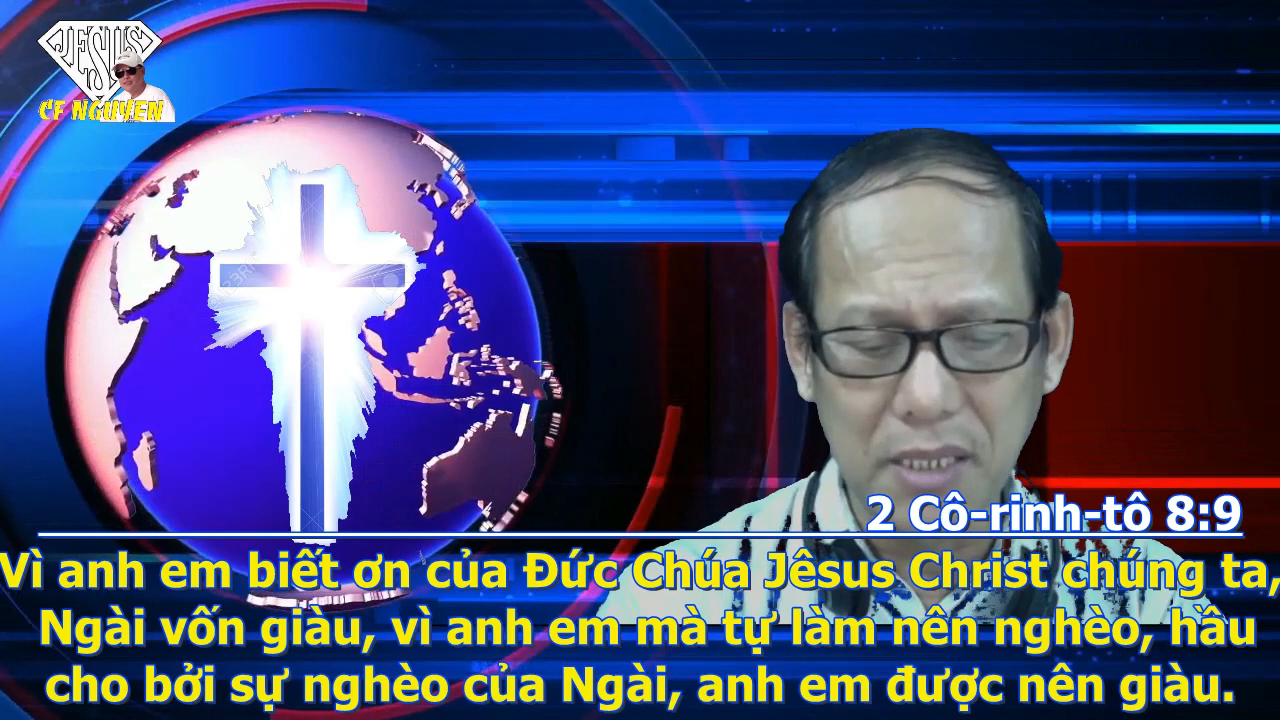 JESUS
CF NGUYEN
2 Cô-rinh-tô 8:9
Vì anh em biết ơn của Đức Chúa Jêsus Christ chúng ta,
Ngài vốn giàu, vì anh em mà tự làm nên nghèo, hầu
cho bởi sự nghèo của Ngài, anh em được nên giàu.